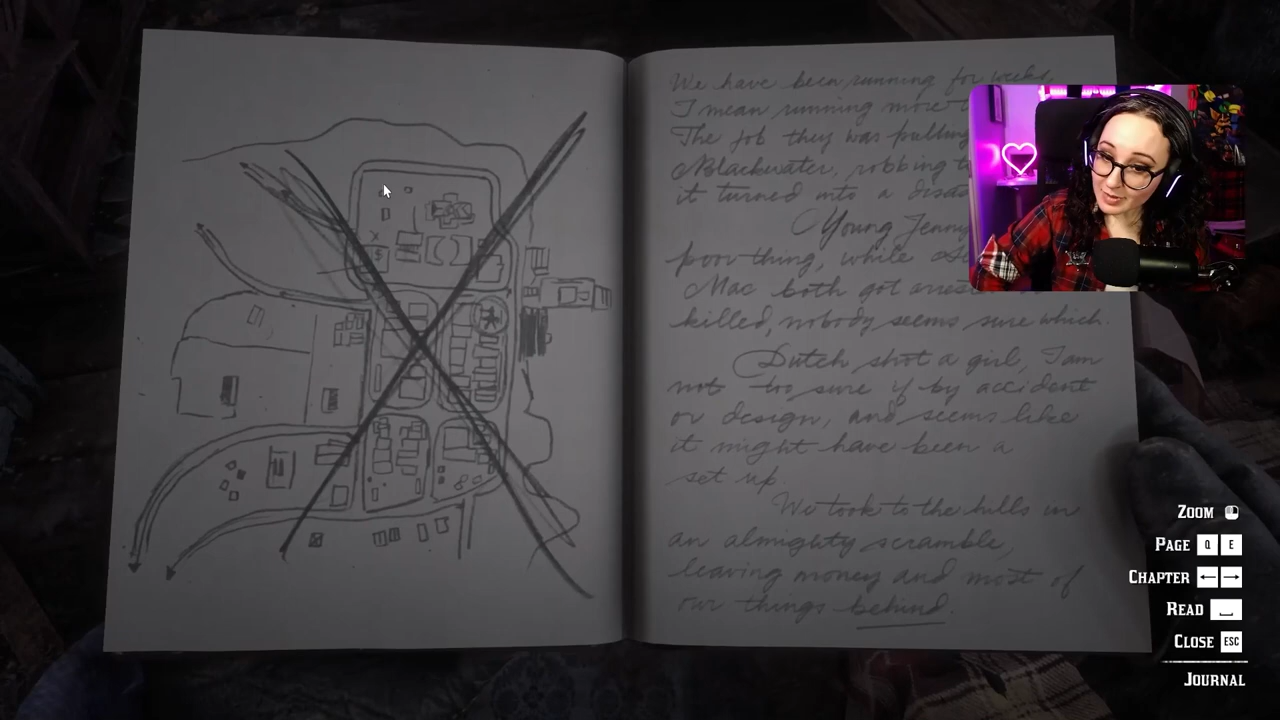 We have been running for weeks,
I mean running more
The job they was pulling
Blackwater, robbing
it turned into a
Young Jenny
poor thing, while
Mac both got
killed, nobody seems sure which.
Dutch shot a girl, I am
not too sure if by accident
or design, and seems like
it might have been a
set up.
We took to the hills in
an almighty scramble,
leaving money and most of
our things behind.
$
X
ZOOM
PAGE Q E
CHAPTER ← →
READ
CLOSE ESC
JOURNAL